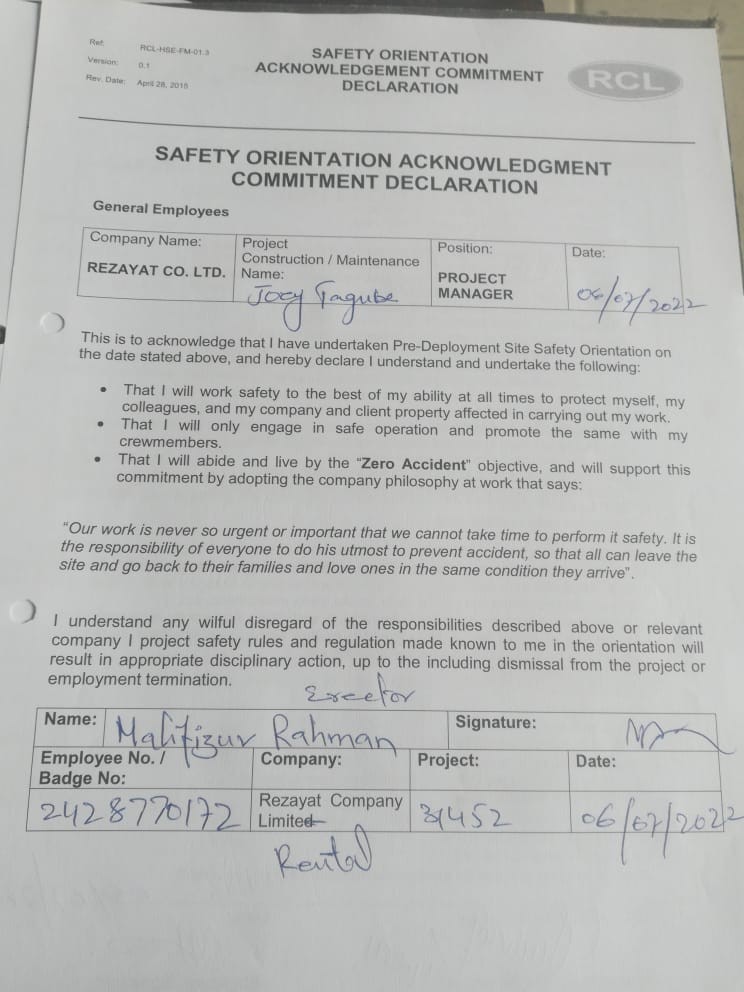 Ref: RCL-HSE-FM-01.3
Version: 0.1
Rev. Date: April 28, 2015
SAFETY ORIENTATION
ACKNOWLEDGEMENT COMMITMENT
DECLARATION
RCL
SAFETY ORIENTATION ACKNOWLEDGMENT
COMMITMENT DECLARATION
General Employees
Company Name:
REZAYAT CO. LTD.
Project
Construction / Maintenance
Name:
Joey Tagube
Position:
PROJECT
MANAGER
Date:
06/07/2022
This is to acknowledge that I have undertaken Pre-Deployment Site Safety Orientation on
the date stated above, and hereby declare I understand and undertake the following:
• That I will work safety to the best of my ability at all times to protect myself, my
colleagues, and my company and client property affected in carrying out my work.
• That I will only engage in safe operation and promote the same with my
crewmembers.
• That I will abide and live by the “Zero Accident” objective, and will support this
commitment by adopting the company philosophy at work that says:
“Our work is never so urgent or important that we cannot take time to perform it safety. It is
the responsibility of everyone to do his utmost to prevent accident, so that all can leave the
site and go back to their families and love ones in the same condition they arrive”.
I understand any wilful disregard of the responsibilities described above or relevant
company I project safety rules and regulation made known to me in the orientation will
result in appropriate disciplinary action, up to the including dismissal from the project or
employment termination.
Erector
Name: Mahfizur Rahman
Signature:
Employee No. /
Badge No:
2428770172
Company:
Rezayat Company
Limited
Rental
Project:
31452
Date:
06/07/2022